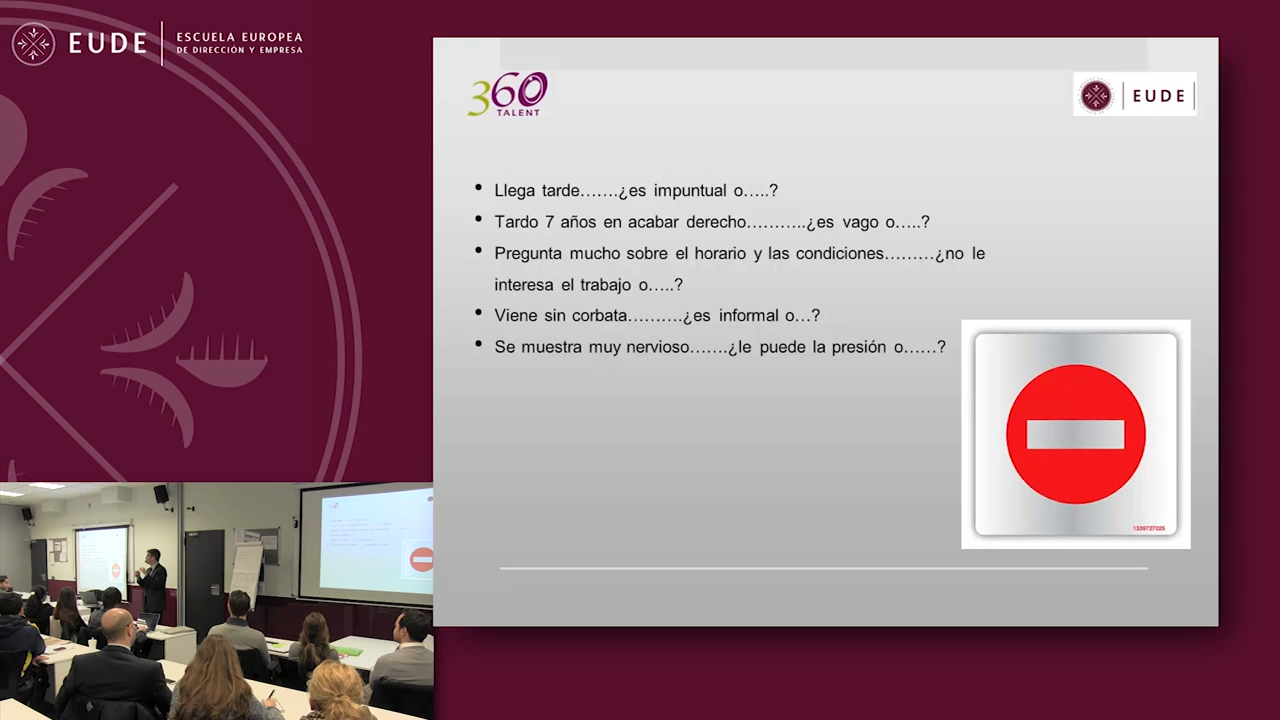 EUDE
ESCUELA EUROPEA
DE DIRECCIÓN Y EMPRESA
360
TALENT
EUDE
• Llega tarde…….¿es impuntual o…..?
• Tardo 7 años en acabar derecho………..¿es vago o…..?
• Pregunta mucho sobre el horario y las condiciones………¿no le
interesa el trabajo o…..?
• Viene sin corbata……….¿es informal o…?
• Se muestra muy nervioso…….¿le puede la presión o……?
1339727025